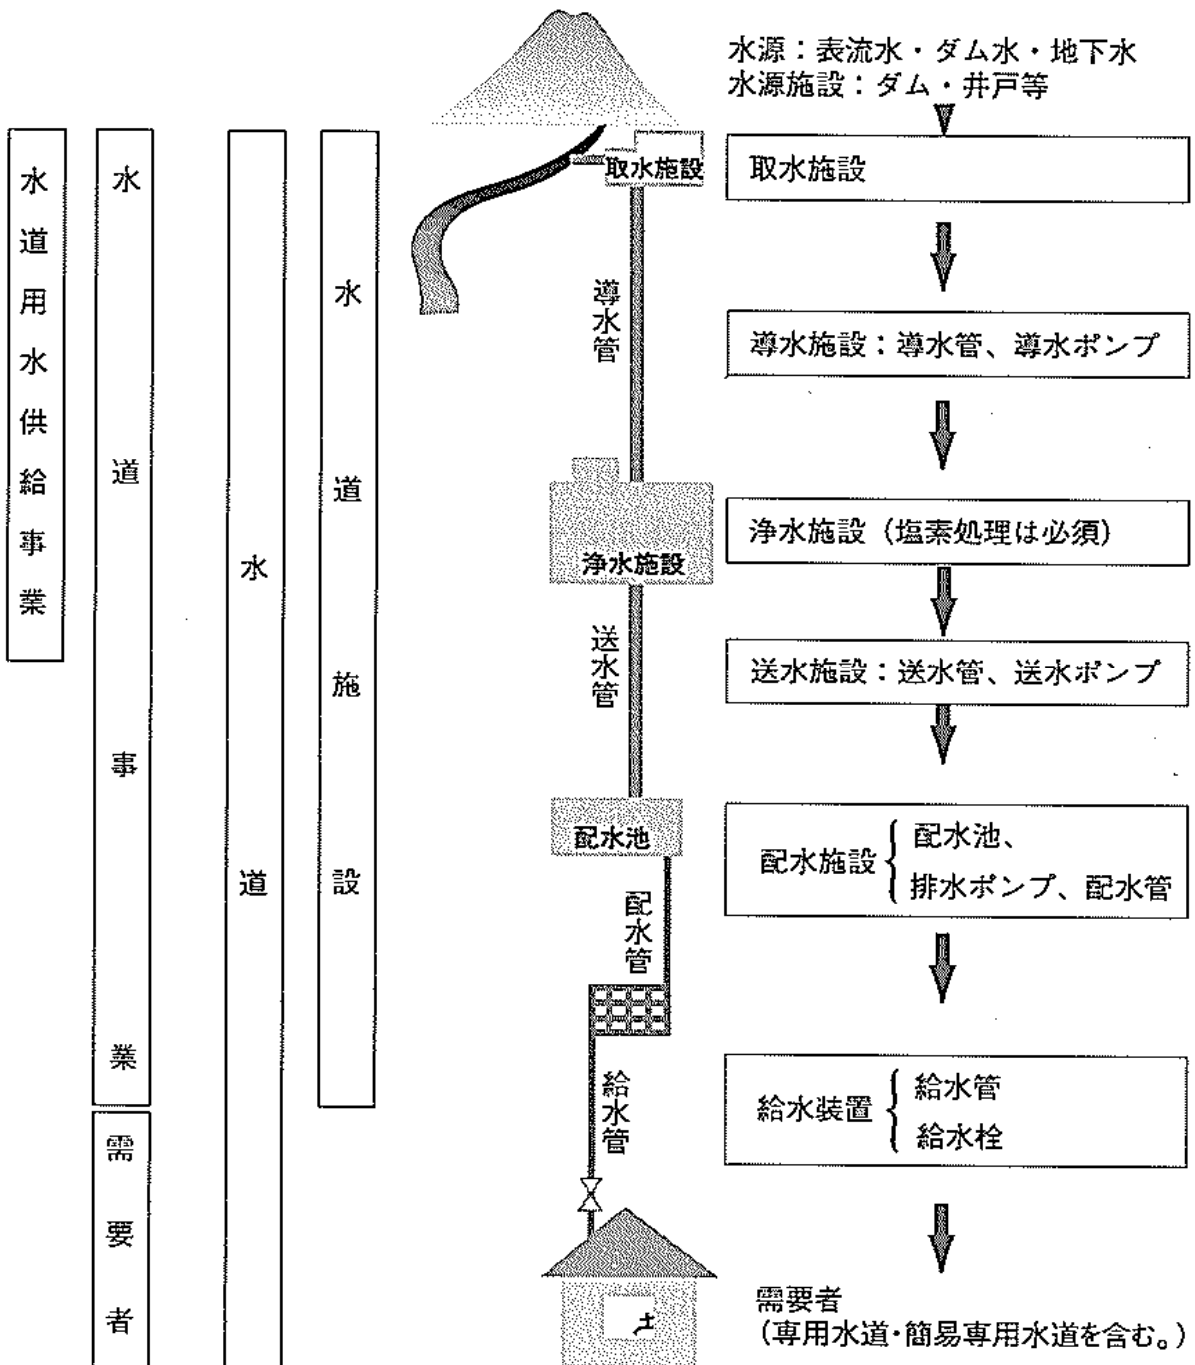 水源：表流水・ダム水・地下水
水源施設：ダム・井戸等
水道用水供給事業
水道事業
需要者
水道
水道施設
取水施設
導水管
浄水施設
送水管
配水池
配水管
給水管
取水施設
導水施設：導水管、導水ポンプ
浄水施設（塩素処理は必須）
送水施設：送水管、送水ポンプ
配水施設
配水池、
排水ポンプ、配水管
給水装置
給水管
給水栓
需要者
（専用水道・簡易専用水道を含む。）